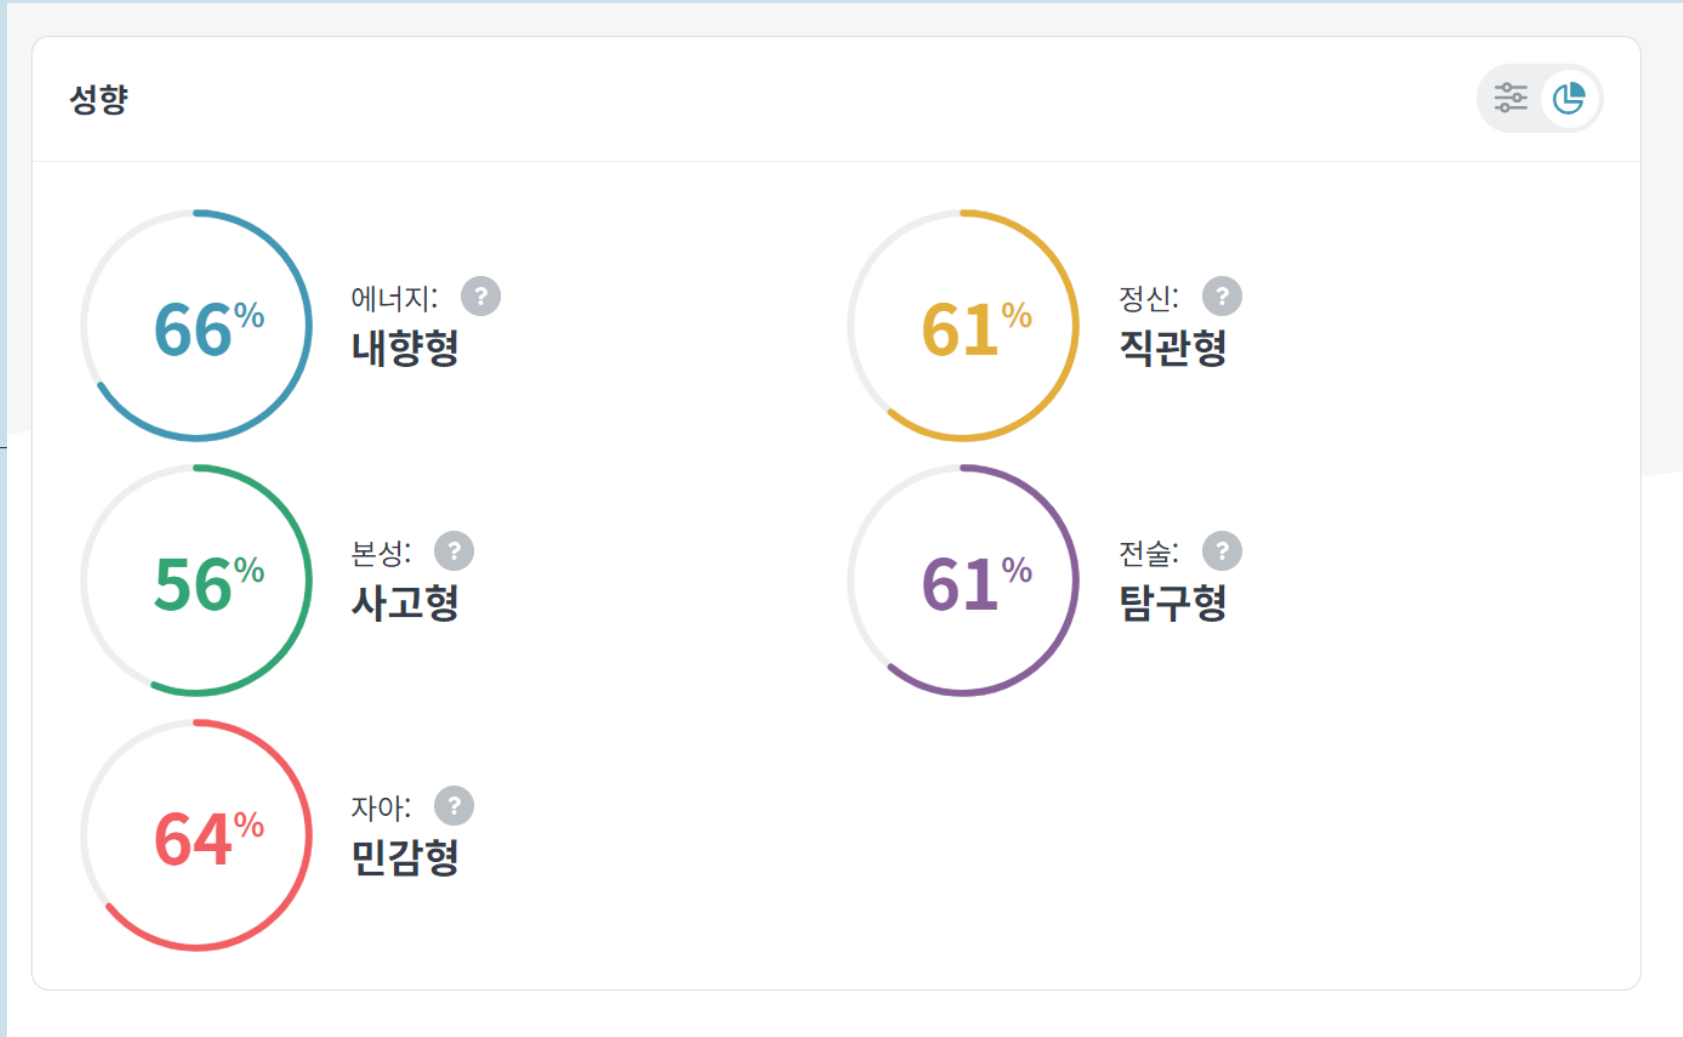 성향
66%
에너지: ?
내향형
61%
정신: ?
직관형
56%
본성: ?
사고형
61%
전술: ?
탐구형
64%
자아: ?
민감형